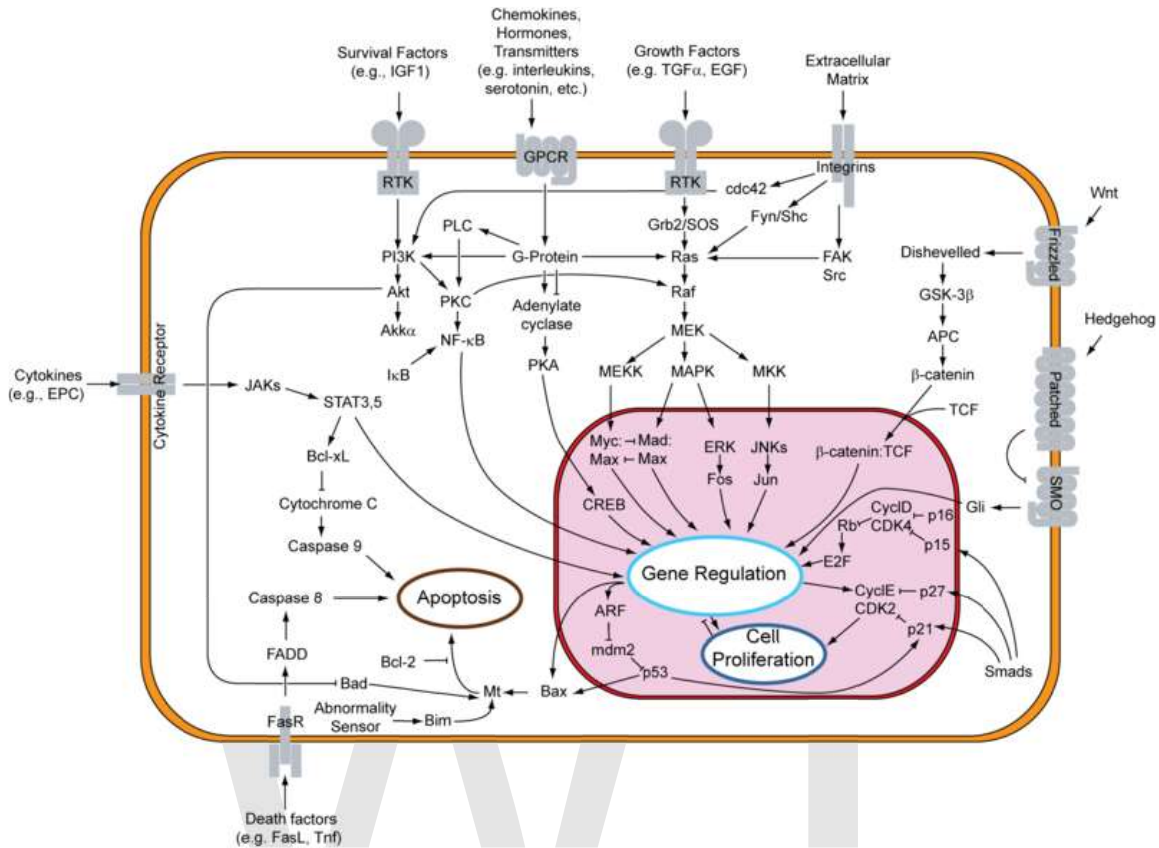 Chemokines,
Hormones,
Transmitters
(e.g. interleukins,
serotonin, etc.)
Survival Factors
(e.g., IGF1)
Growth Factors
(e.g. TGFα, EGF)
Extracellular
Matrix
GPCR
RTK
RTK
Integrins
cdc42
Wnt
Grb2/SOS
Fyn/Shc
PLC
Frizzled
PI3K
G-Protein
Ras
FAK
Src
Dishevelled
Akt
PKC
Adenylate
cyclase
Raf
GSK-3β
Akkα
NF-κB
MEK
APC
Hedgehog
IκB
PKA
MEKK
MAPK
MKK
β-catenin
Cytokines
(e.g., EPC)
Cytokine Receptor
JAKs
STAT3,5
TCF
Patched
Myc:
Max
Mad:
Max
ERK
JNKs
β-catenin:TCF
Bcl-xL
Fos
Jun
Cytochrome C
CREB
SMO
Gli
CyclD
CDK4
p16
Rb
p15
Caspase 9
E2F
Gene Regulation
Caspase 8
Apoptosis
ARF
CyclE
CDK2
p27
p21
FADD
mdm2
Cell
Proliferation
Bcl-2
p53
Smads
Bad
Mt
Bax
Abnormality
Sensor
Bim
FasR
Death factors
(e.g. FasL, Tnf)